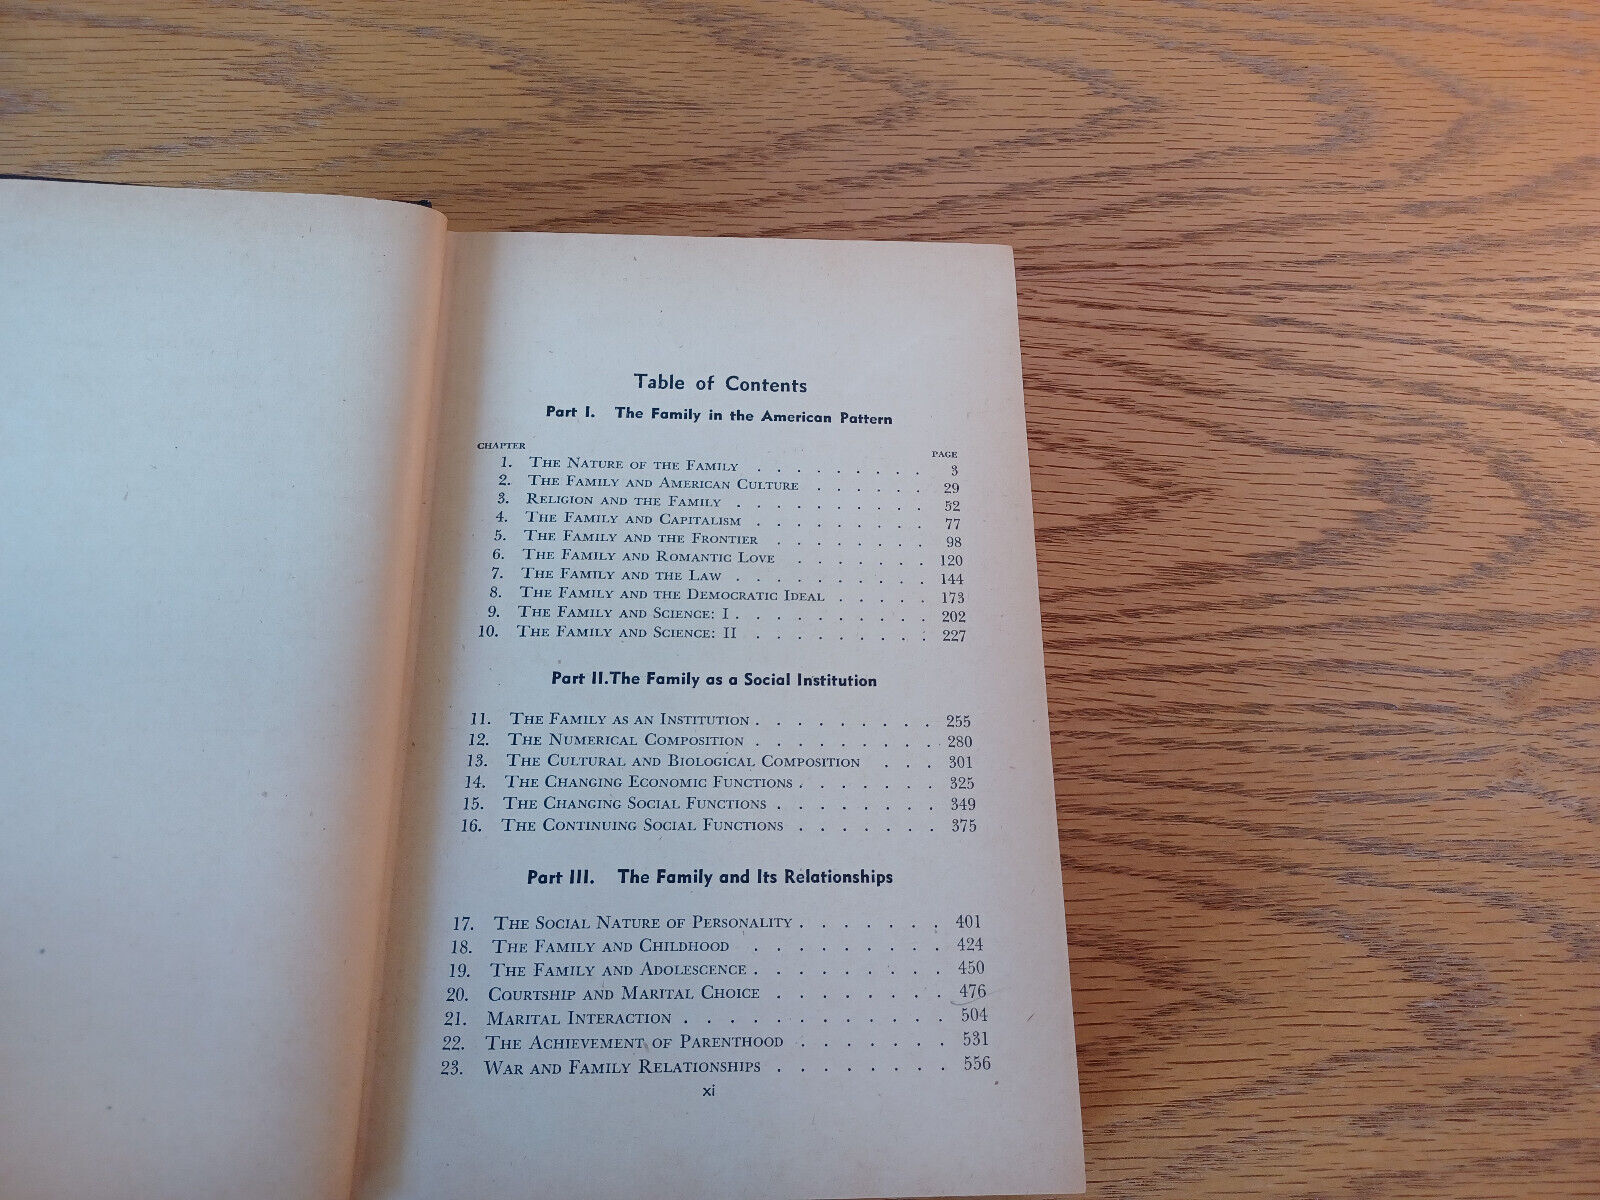 Table of Contents
Part I. The Family in the American Pattern
CHAPTER PAGE
1. The Nature of the Family . . . . . . . . . 3
2. The Family and American Culture . . . . . . 29
3. Religion and the Family . . . . . . . . . . 52
4. The Family and Capitalism . . . . . . . . . 77
5. The Family and the Frontier . . . . . . . . 98
6. The Family and Romantic Love . . . . . . . 120
7. The Family and the Law . . . . . . . . . . 144
8. The Family and the Democratic Ideal . . . . . 173
9. The Family and Science: I . . . . . . . . . . 202
10. The Family and Science: II . . . . . . . . . 227
Part II. The Family as a Social Institution
11. The Family as an Institution . . . . . . . . . 255
12. The Numerical Composition . . . . . . . . . 280
13. The Cultural and Biological Composition . . . 301
14. The Changing Economic Functions . . . . . . . 325
15. The Changing Social Functions . . . . . . . . 349
16. The Continuing Social Functions . . . . . . . 375
Part III. The Family and Its Relationships
17. The Social Nature of Personality . . . . . . . 401
18. The Family and Childhood . . . . . . . . . 424
19. The Family and Adolescence . . . . . . . . . 450
20. Courtship and Marital Choice . . . . . . . . 476
21. Marital Interaction . . . . . . . . . . . . 504
22. The Achievement of Parenthood . . . . . . . 531
23. War and Family Relationships . . . . . . . . 556
xi